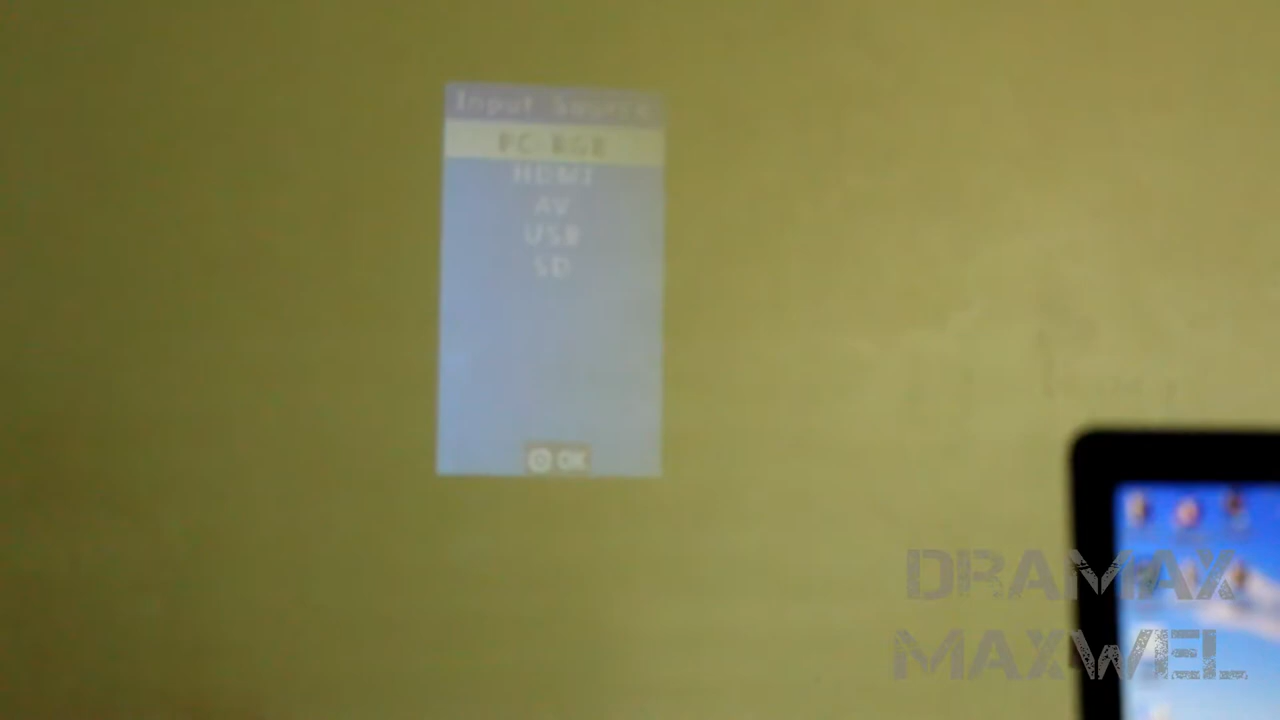 Input Source
PC RGB
HDMI
AV
USB
SD
OK
DRAMAX
MAXWEL